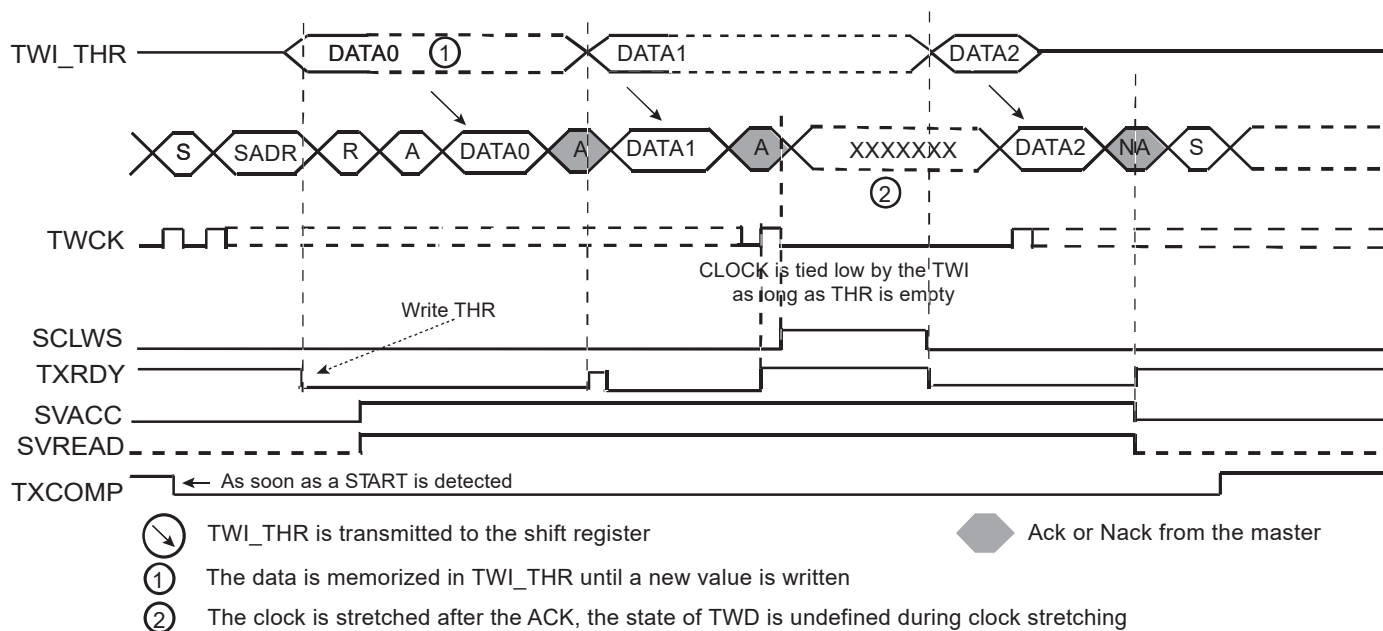 TWI_THR DATA0 1 DATA1 DATA2
S SADR R A DATA0 A DATA1 A XXXXXXX DATA2 NA S
2
TWCK
CLOCK is tied low by the TWI
as long as THR is empty
Write THR
SCLWS
TXRDY
SVACC
SVREAD
TXCOMP As soon as a START is detected
TWI_THR is transmitted to the shift register Ack or Nack from the master
1 The data is memorized in TWI_THR until a new value is written
2 The clock is stretched after the ACK, the state of TWD is undefined during clock stretching